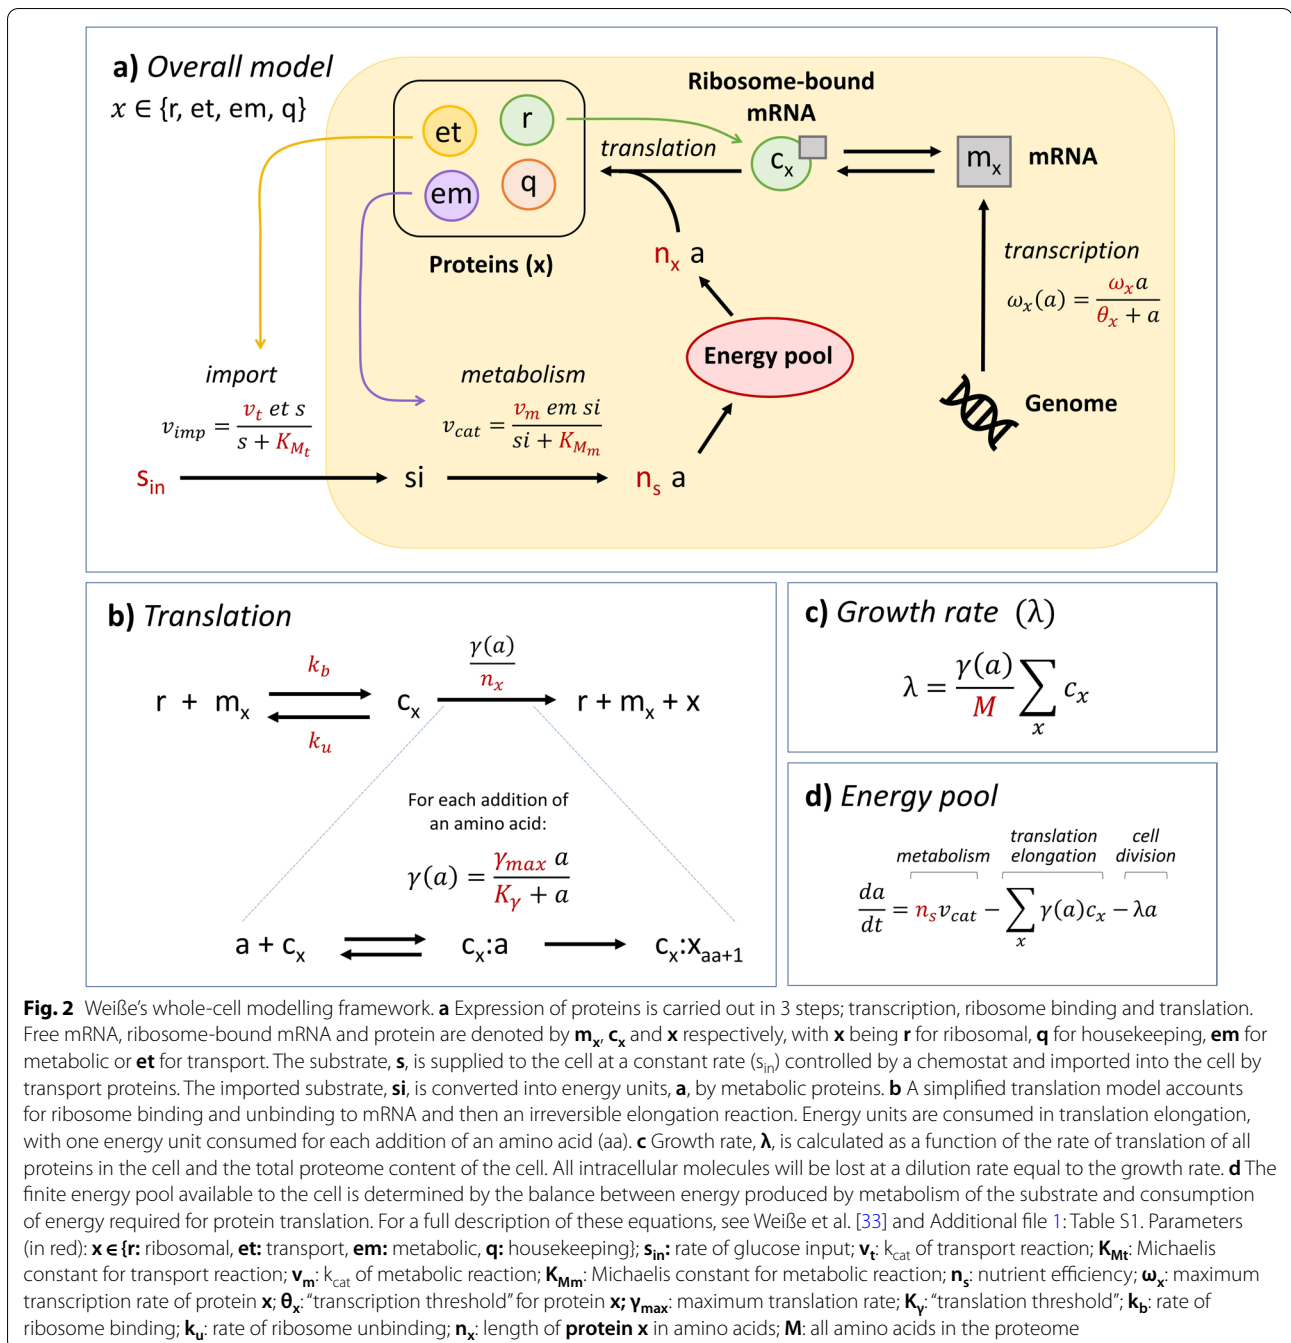 a) Overall model
x ∈ {r, et, em, q}
et
r
em
q
Proteins (x)
Ribosome-bound
mRNA
translation
c_x
m_x
mRNA
n_x a
transcription
ω_x(a) = ω_x a / (θ_x + a)
Energy pool
Genome
import
v_imp = v_t et s / (s + K_{M_t})
metabolism
v_cat = v_m em si / (si + K_{M_m})
s_in
si
n_s a
b) Translation
r + m_x
k_b
k_u
c_x
γ(a) / n_x
r + m_x + x
For each addition of
an amino acid:
γ(a) = γ_max a / (K_γ + a)
a + c_x
c_x:a
c_x:x_{aa+1}
c) Growth rate (λ)
λ = γ(a) / M ∑_x c_x
d) Energy pool
metabolism
translation
elongation
cell
division
da/dt = n_s v_cat − ∑_x γ(a)c_x − λa
Fig. 2 Weiße's whole-cell modelling framework. a Expression of proteins is carried out in 3 steps; transcription, ribosome binding and translation.
Free mRNA, ribosome-bound mRNA and protein are denoted by m_x, c_x and x respectively, with x being r for ribosomal, q for housekeeping, em for
metabolic or et for transport. The substrate, s, is supplied to the cell at a constant rate (s_in) controlled by a chemostat and imported into the cell by
transport proteins. The imported substrate, si, is converted into energy units, a, by metabolic proteins. b A simplified translation model accounts
for ribosome binding and unbinding to mRNA and then an irreversible elongation reaction. Energy units are consumed in translation elongation,
with one energy unit consumed for each addition of an amino acid (aa). c Growth rate, λ, is calculated as a function of the rate of translation of all
proteins in the cell and the total proteome content of the cell. All intracellular molecules will be lost at a dilution rate equal to the growth rate. d The
finite energy pool available to the cell is determined by the balance between energy produced by metabolism of the substrate and consumption
of energy required for protein translation. For a full description of these equations, see Weiße et al. [33] and Additional file 1: Table S1. Parameters
(in red): x ∈ {r: ribosomal, et: transport, em: metabolic, q: housekeeping}; s_in: rate of glucose input; v_t: k_cat of transport reaction; K_Mt: Michaelis
constant for transport reaction; v_m: k_cat of metabolic reaction; K_Mm: Michaelis constant for metabolic reaction; n_s: nutrient efficiency; ω_x: maximum
transcription rate of protein x; θ_x: "transcription threshold" for protein x; γ_max: maximum translation rate; K_γ: "translation threshold"; k_b: rate of
ribosome binding; k_u: rate of ribosome unbinding; n_x: length of protein x in amino acids; M: all amino acids in the proteome